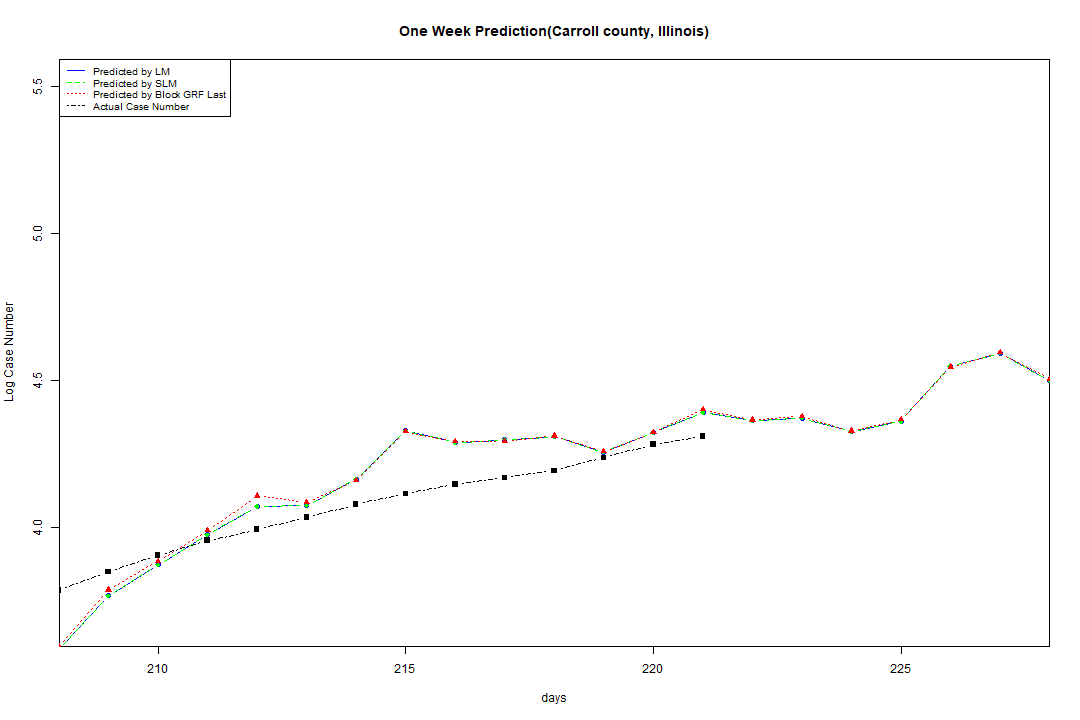 One Week Prediction(Carroll county, Illinois)
Predicted by LM
Predicted by SLM
Predicted by Block GRF Last
Actual Case Number
5.5
5.0
4.5
4.0
Log Case Number
210 215 220 225
days